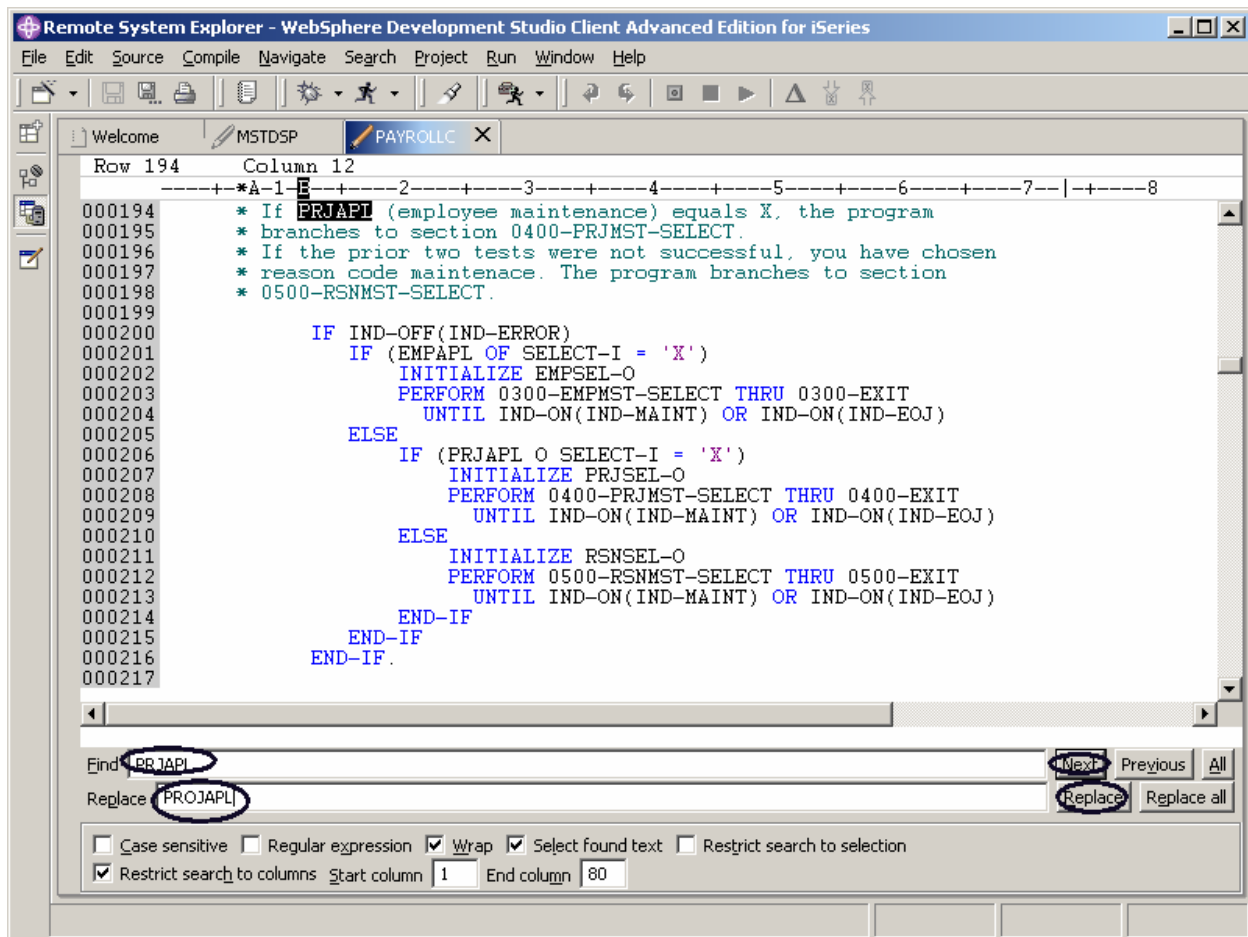 Remote System Explorer - WebSphere Development Studio Client Advanced Edition for iSeries
File Edit Source Compile Navigate Search Project Run Window Help
Welcome MSTDSP PAYROLLC
Row 194 Column 12
----+-*A-1-B--+----2----+----3----+----4----+----5----+----6----+----7--|-+----8
000194 * If PRJAPL (employee maintenance) equals X, the program
000195 * branches to section 0400-PRJMST-SELECT.
000196 * If the prior two tests were not successful, you have chosen
000197 * reason code maintenace. The program branches to section
000198 * 0500-RSNMST-SELECT.
000199
000200 IF IND-OFF(IND-ERROR)
000201 IF (EMPAPL OF SELECT-I = 'X')
000202 INITIALIZE EMPSEL-O
000203 PERFORM 0300-EMPMST-SELECT THRU 0300-EXIT
000204 UNTIL IND-ON(IND-MAINT) OR IND-ON(IND-EOJ)
000205 ELSE
000206 IF (PRJAPL O SELECT-I = 'X')
000207 INITIALIZE PRJSEL-O
000208 PERFORM 0400-PRJMST-SELECT THRU 0400-EXIT
000209 UNTIL IND-ON(IND-MAINT) OR IND-ON(IND-EOJ)
000210 ELSE
000211 INITIALIZE RSNSEL-O
000212 PERFORM 0500-RSNMST-SELECT THRU 0500-EXIT
000213 UNTIL IND-ON(IND-MAINT) OR IND-ON(IND-EOJ)
000214 END-IF
000215 END-IF
000216 END-IF.
000217
Find PRJAPL Next Previous All
Replace PROJAPL Replace Replace all
Case sensitive Regular expression Wrap Select found text Restrict search to selection
Restrict search to columns Start column 1 End column 80